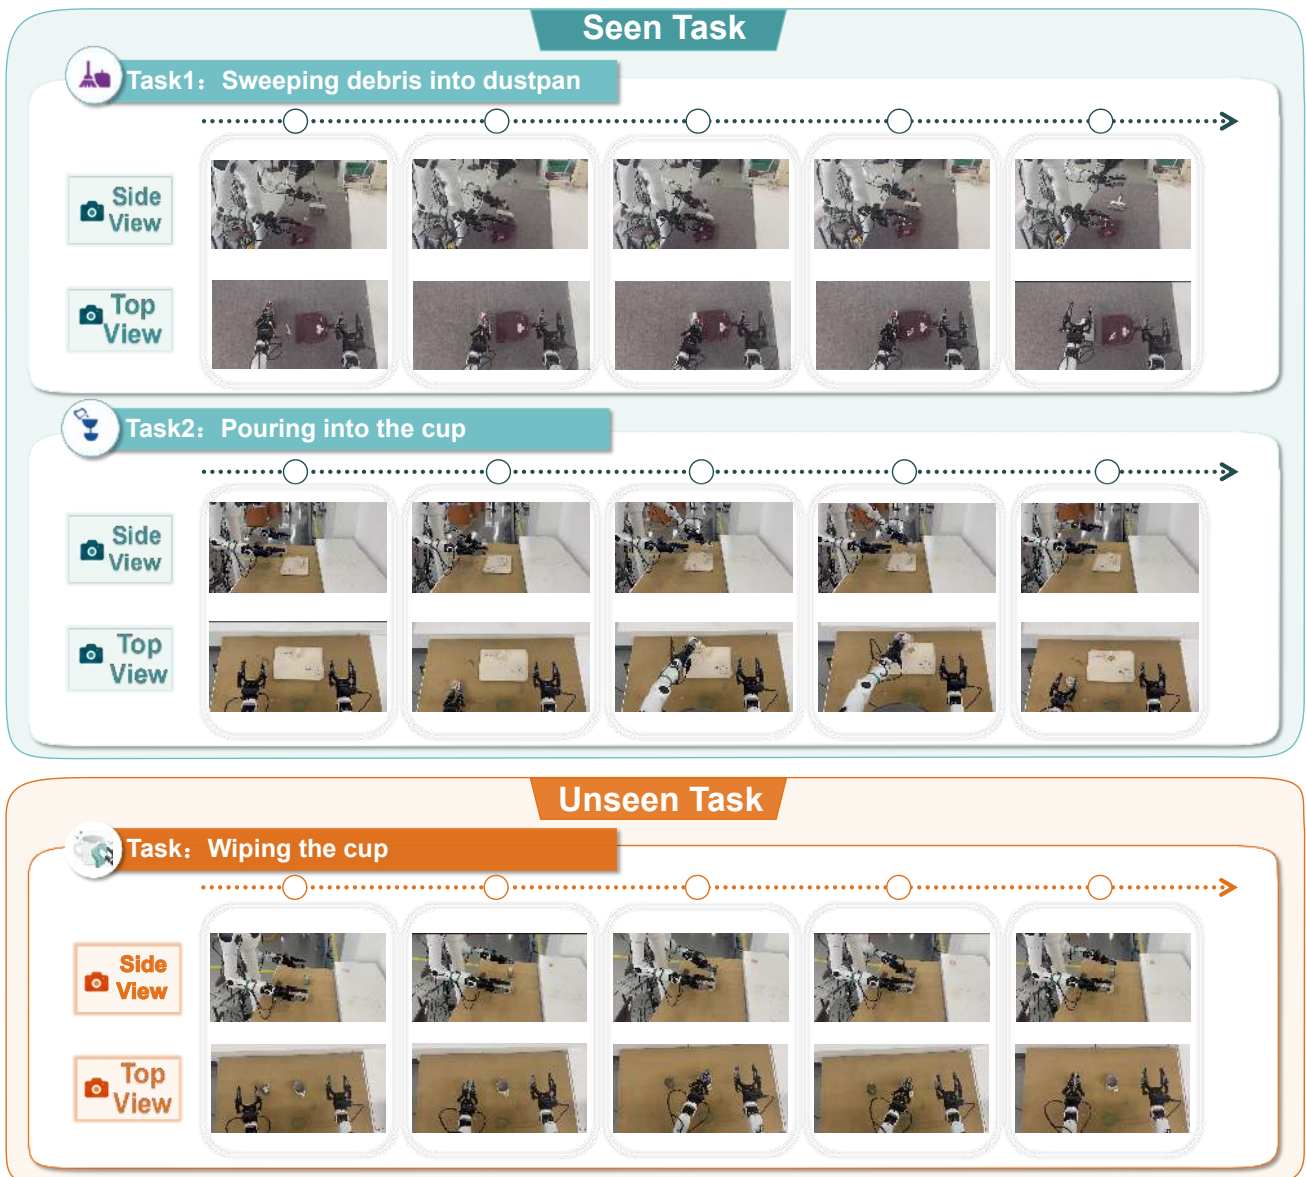 Seen Task
Task1：Sweeping debris into dustpan
Side
View
Top
View
Task2：Pouring into the cup
Side
View
Top
View
Unseen Task
Task：Wiping the cup
Side
View
Top
View